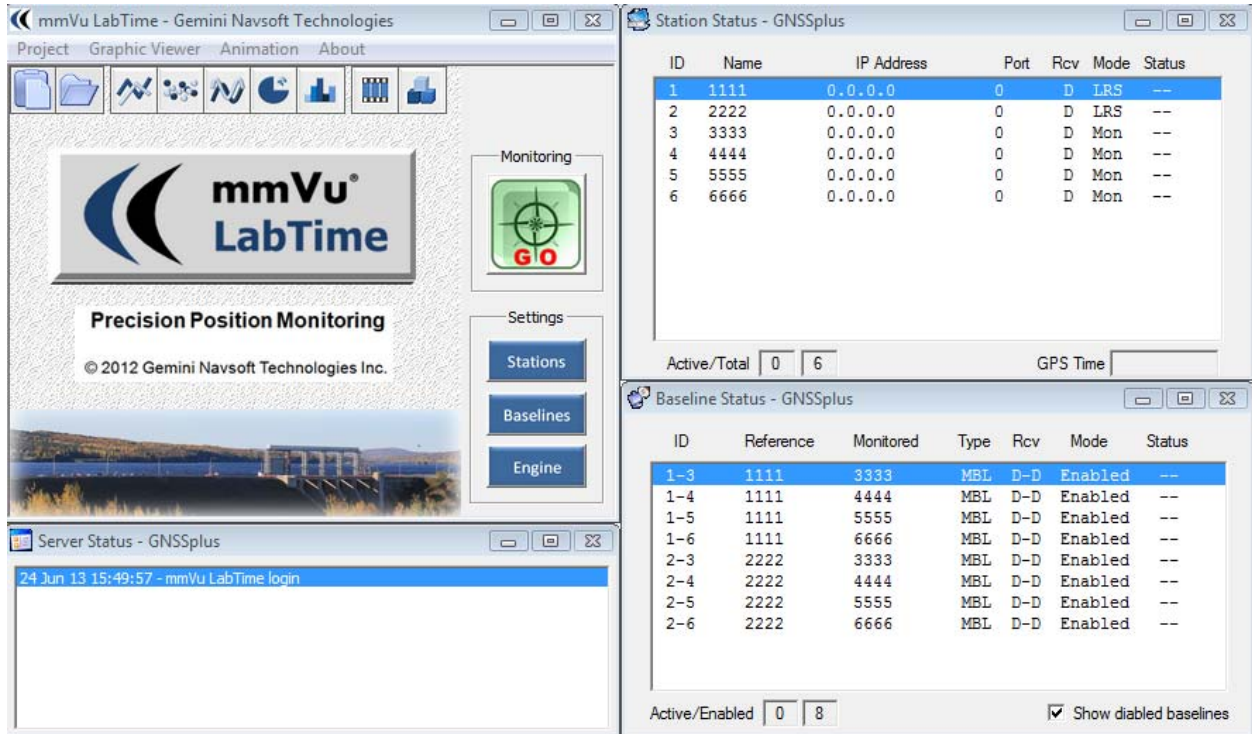 mmVu LabTime - Gemini Navsoft Technologies
Project Graphic Viewer Animation About
mmVu®
LabTime
Precision Position Monitoring
© 2012 Gemini Navsoft Technologies Inc.
Monitoring
GO
Settings
Stations
Baselines
Engine
Server Status - GNSSplus
24 Jun 13 15:49:57 - mmVu LabTime login
Station Status - GNSSplus
ID Name IP Address Port Rcv Mode Status
1 1111 0.0.0.0 0 D LRS --
2 2222 0.0.0.0 0 D LRS --
3 3333 0.0.0.0 0 D Mon --
4 4444 0.0.0.0 0 D Mon --
5 5555 0.0.0.0 0 D Mon --
6 6666 0.0.0.0 0 D Mon --
Active/Total 0 6 GPS Time
Baseline Status - GNSSplus
ID Reference Monitored Type Rcv Mode Status
1-3 1111 3333 MBL D-D Enabled --
1-4 1111 4444 MBL D-D Enabled --
1-5 1111 5555 MBL D-D Enabled --
1-6 1111 6666 MBL D-D Enabled --
2-3 2222 3333 MBL D-D Enabled --
2-4 2222 4444 MBL D-D Enabled --
2-5 2222 5555 MBL D-D Enabled --
2-6 2222 6666 MBL D-D Enabled --
Active/Enabled 0 8 Show diabled baselines